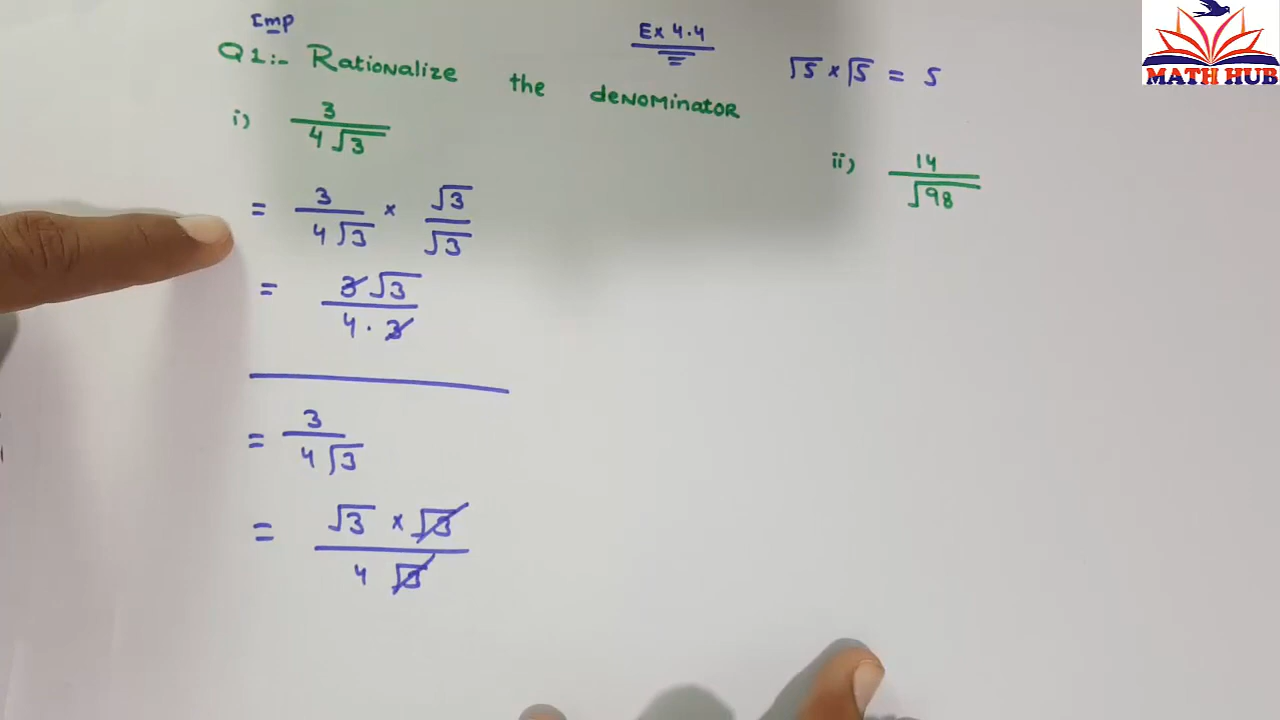 Imp
Ex 4.4
Q1:- Rationalize the denominator
√5 × √5 = 5
MATH HUB
i) 3 / 4√3
= 3 / 4√3 × √3 / √3
= 3√3 / 4 · 3
= 3 / 4√3
= √3 × √3 / 4 √3
ii) 14 / √98